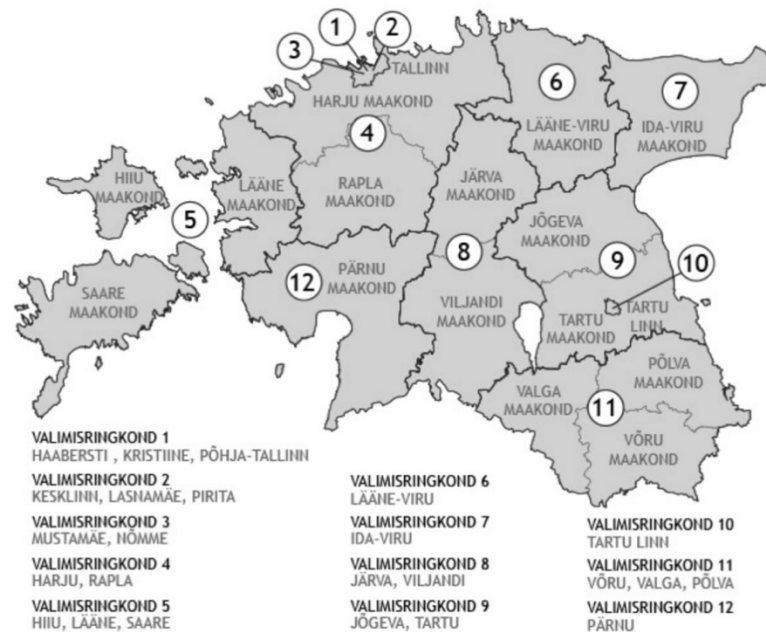 1
2
3
TALLINN
6
7
HARJU MAAKOND
4
LÄÄNE-VIRU
MAAKOND
IDA-VIRU
MAAKOND
HIIU
MAAKOND
LÄÄNE
MAAKOND
RAPLA
MAAKOND
JÄRVA
MAAKOND
5
JÕGEVA
MAAKOND
8
9
10
12
PÄRNU
MAAKOND
SAARE
MAAKOND
VILJANDI
MAAKOND
TARTU
MAAKOND
TARTU
LINN
PÕLVA
MAAKOND
VALGA
MAAKOND
11
VÕRU
MAAKOND
VALIMISRINGKOND 1
HAABERSTI , KRISTIINE, PÕHJA-TALLINN
VALIMISRINGKOND 2
KESKLINN, LASNAMÄE, PIRITA
VALIMISRINGKOND 3
MUSTAMÄE, NÕMME
VALIMISRINGKOND 4
HARJU, RAPLA
VALIMISRINGKOND 5
HIIU, LÄÄNE, SAARE
VALIMISRINGKOND 6
LÄÄNE-VIRU
VALIMISRINGKOND 7
IDA-VIRU
VALIMISRINGKOND 8
JÄRVA, VILJANDI
VALIMISRINGKOND 9
JÕGEVA, TARTU
VALIMISRINGKOND 10
TARTU LINN
VALIMISRINGKOND 11
VÕRU, VALGA, PÕLVA
VALIMISRINGKOND 12
PÄRNU